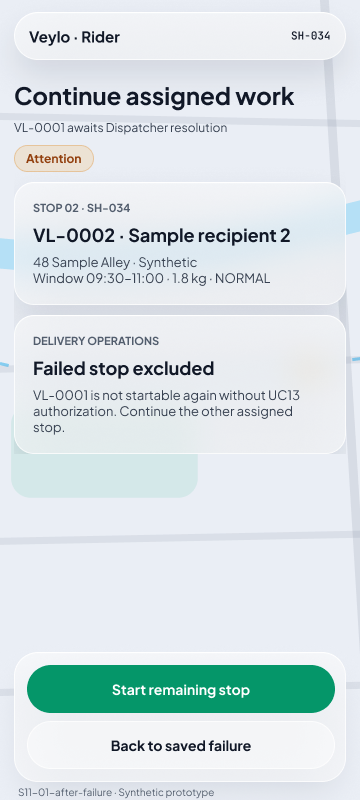 Veylo · Rider
SH-034
Continue assigned work
VL-0001 awaits Dispatcher resolution
Attention
STOP 02 · SH-034
VL-0002 · Sample recipient 2
48 Sample Alley · Synthetic
Window 09:30–11:00 · 1.8 kg · NORMAL
DELIVERY OPERATIONS
Failed stop excluded
VL-0001 is not startable again without UC13
authorization. Continue the other assigned
stop.
Start remaining stop
Back to saved failure
S11-01-after-failure · Synthetic prototype